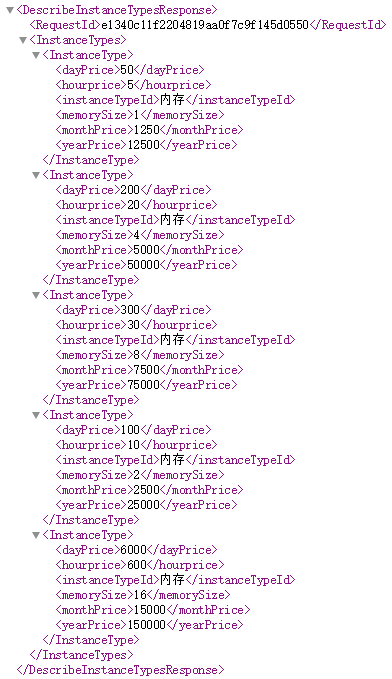 <DescribeInstanceTypesResponse>
<RequestId>e1340c11f2204819aa0f7c9f145d0550</RequestId>
<InstanceTypes>
<InstanceType>
<dayPrice>50</dayPrice>
<hourprice>5</hourprice>
<instanceTypeId>内存</instanceTypeId>
<memorySize>1</memorySize>
<monthPrice>1250</monthPrice>
<yearPrice>12500</yearPrice>
</InstanceType>
<InstanceType>
<dayPrice>200</dayPrice>
<hourprice>20</hourprice>
<instanceTypeId>内存</instanceTypeId>
<memorySize>4</memorySize>
<monthPrice>5000</monthPrice>
<yearPrice>50000</yearPrice>
</InstanceType>
<InstanceType>
<dayPrice>300</dayPrice>
<hourprice>30</hourprice>
<instanceTypeId>内存</instanceTypeId>
<memorySize>8</memorySize>
<monthPrice>7500</monthPrice>
<yearPrice>75000</yearPrice>
</InstanceType>
<InstanceType>
<dayPrice>100</dayPrice>
<hourprice>10</hourprice>
<instanceTypeId>内存</instanceTypeId>
<memorySize>2</memorySize>
<monthPrice>2500</monthPrice>
<yearPrice>25000</yearPrice>
</InstanceType>
<InstanceType>
<dayPrice>6000</dayPrice>
<hourprice>600</hourprice>
<instanceTypeId>内存</instanceTypeId>
<memorySize>16</memorySize>
<monthPrice>15000</monthPrice>
<yearPrice>150000</yearPrice>
</InstanceType>
</InstanceTypes>
</DescribeInstanceTypesResponse>